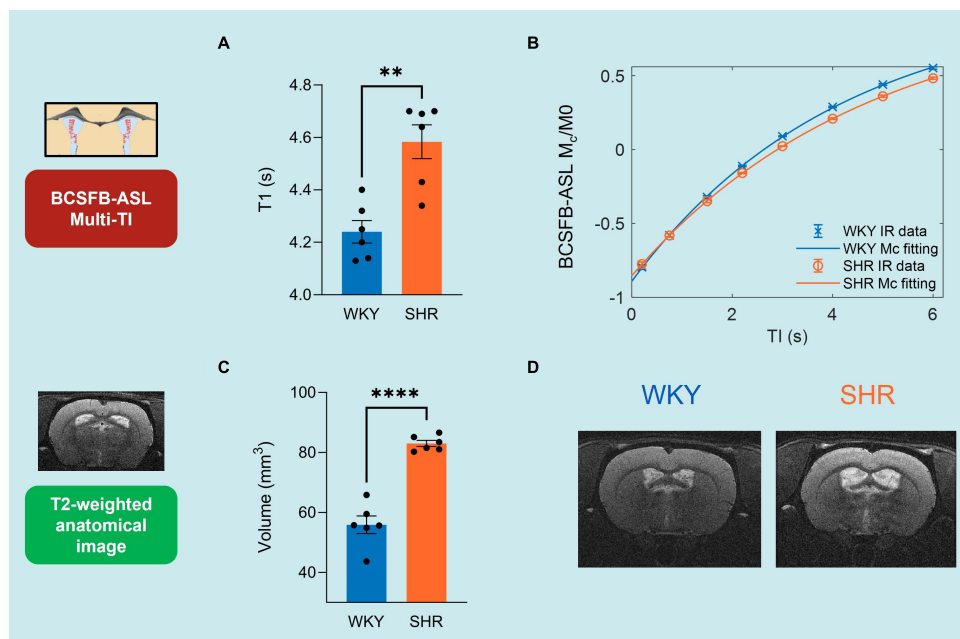 A
B
BCSFB-ASL
Multi-TI
T1 (s)
4.8
4.6
4.4
4.2
4.0
**
WKY
SHR
BCSFB-ASL Mc/M0
0.5
0
-0.5
-1
0
2
4
6
TI (s)
WKY IR data
WKY Mc fitting
SHR IR data
SHR Mc fitting
C
D
T2-weighted
anatomical
image
Volume (mm³)
100
80
60
40
****
WKY
SHR
WKY
SHR